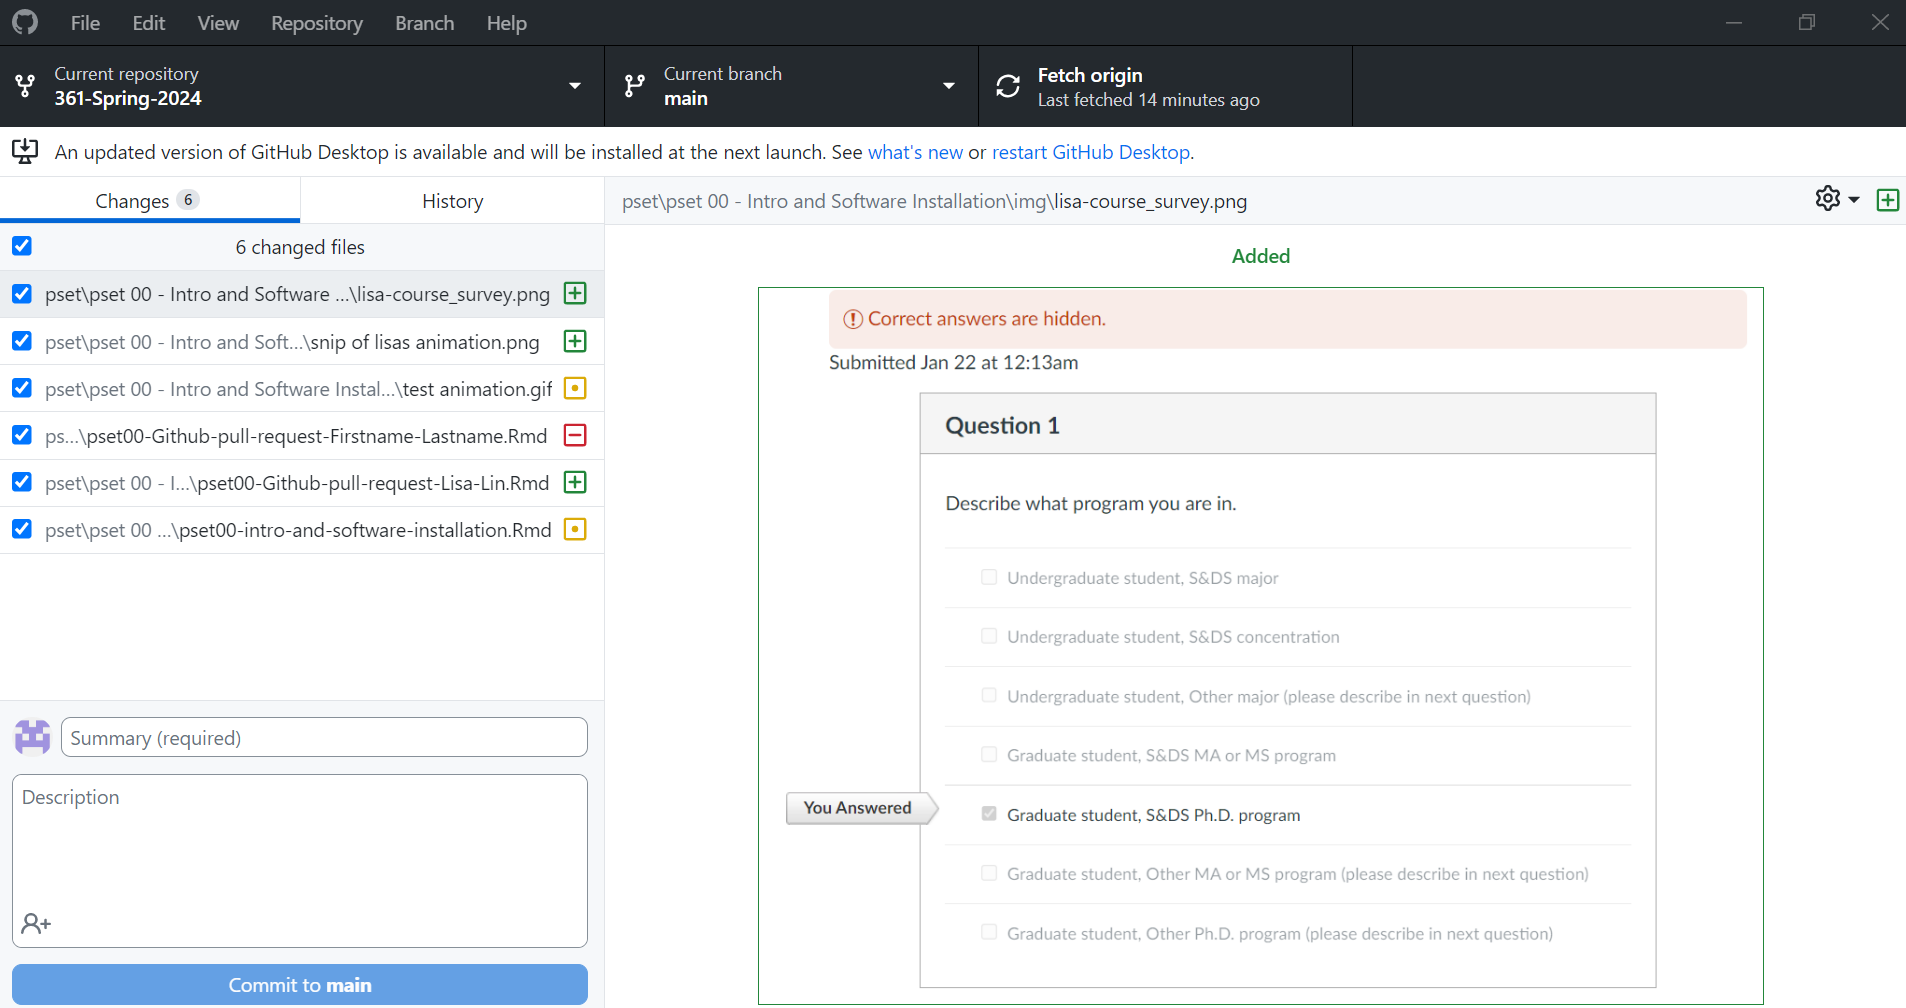 File Edit View Repository Branch Help
Current repository
361-Spring-2024
Current branch
main
Fetch origin
Last fetched 14 minutes ago
An updated version of GitHub Desktop is available and will be installed at the next launch. See what's new or restart GitHub Desktop.
Changes 6
History
6 changed files
pset\pset 00 - Intro and Software ...\lisa-course_survey.png
pset\pset 00 - Intro and Soft...\snip of lisas animation.png
pset\pset 00 - Intro and Software Instal...\test animation.gif
ps...\pset00-Github-pull-request-Firstname-Lastname.Rmd
pset\pset 00 - I...\pset00-Github-pull-request-Lisa-Lin.Rmd
pset\pset 00 ...\pset00-intro-and-software-installation.Rmd
Summary (required)
Description
Commit to main
pset\pset 00 - Intro and Software Installation\img\lisa-course_survey.png
Added
Correct answers are hidden.
Submitted Jan 22 at 12:13am
Question 1
Describe what program you are in.
Undergraduate student, S&DS major
Undergraduate student, S&DS concentration
Undergraduate student, Other major (please describe in next question)
Graduate student, S&DS MA or MS program
You Answered
Graduate student, S&DS Ph.D. program
Graduate student, Other MA or MS program (please describe in next question)
Graduate student, Other Ph.D. program (please describe in next question)